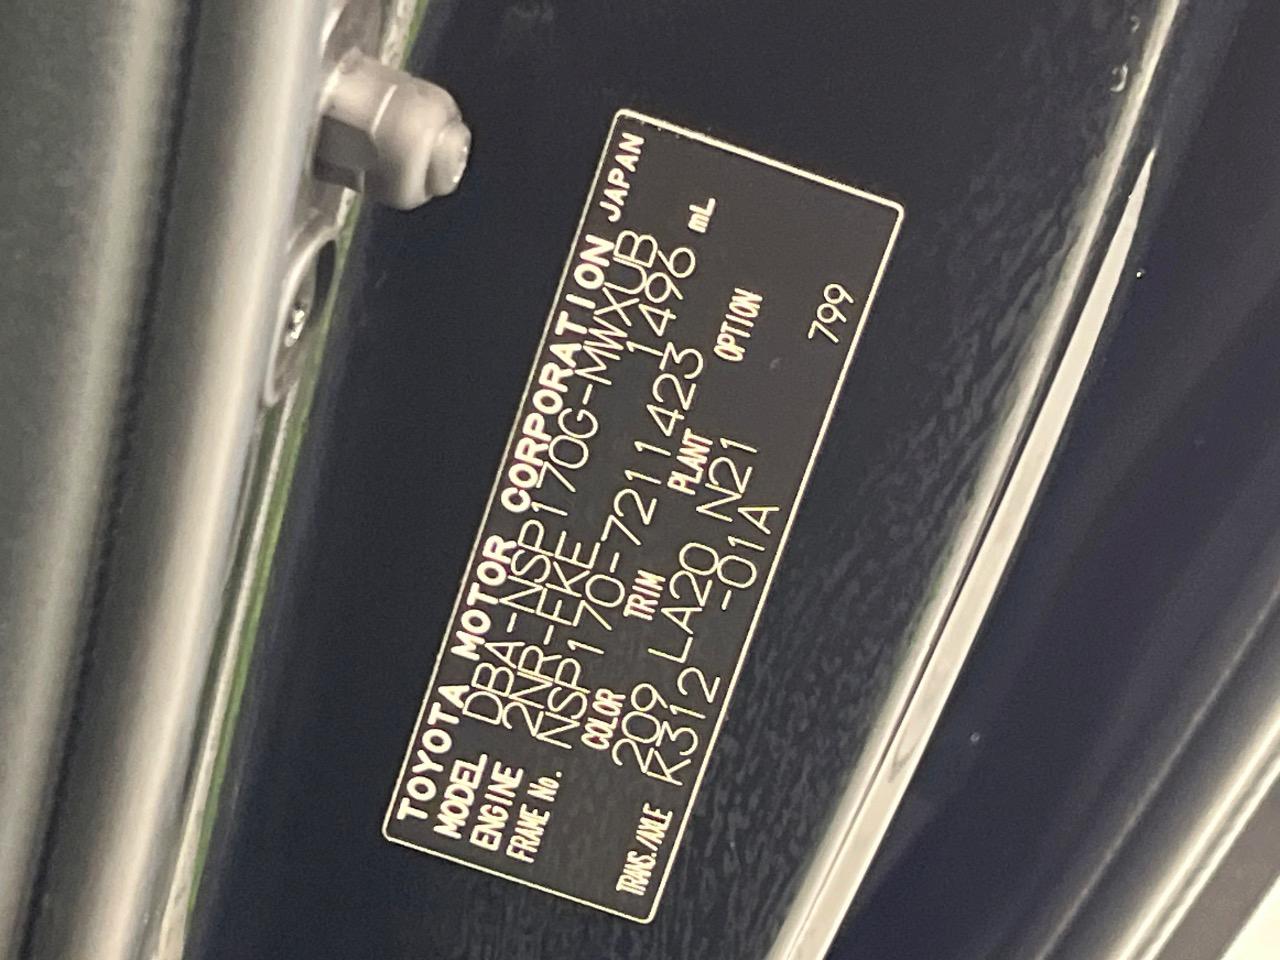 TOYOTA MOTOR CORPORATION JAPAN
MODEL DBA-NSP170G-MWXUB
ENGINE 2NR-FKE 1496 mL
FRAME No. NSP170-7211423
COLOR TRIM PLANT OPTION
209 LA20 N21
TRANS./AXLE K312 -01A 799